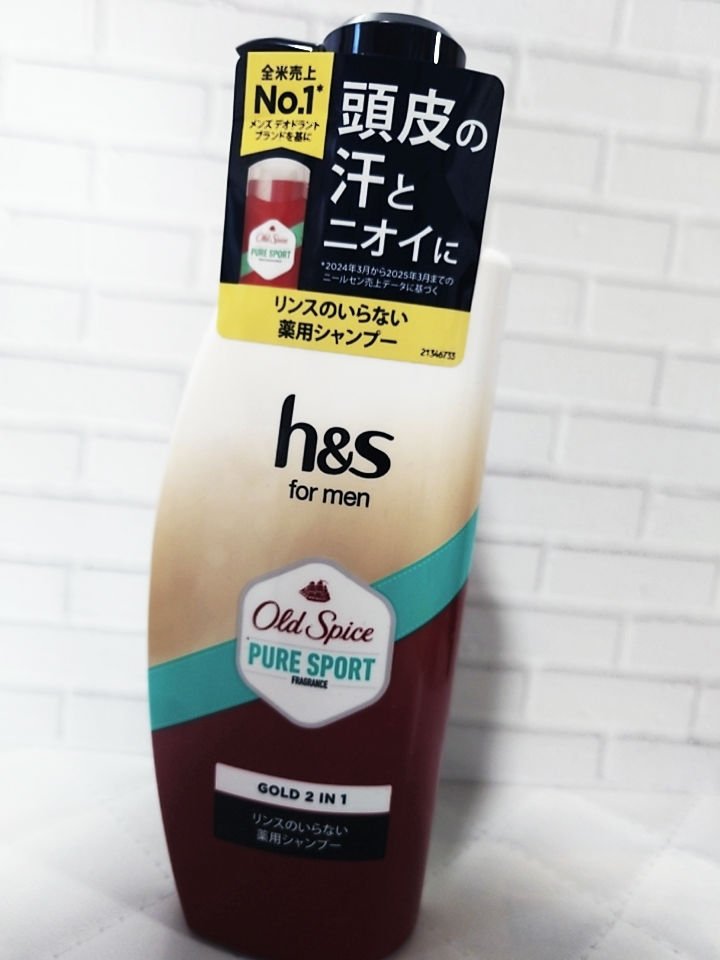 全米売上
No.1*
メンズ デオドラント
ブランドを基に
頭皮の
汗と
ニオイに
Old Spice
PURE SPORT
*2024年3月から2025年3月までの
ニールセン売上データに基づく
リンスのいらない
薬用シャンプー
21346733
h&s
for men
Old Spice
PURE SPORT
FRAGRANCE
GOLD 2 IN 1
リンスのいらない
薬用シャンプー